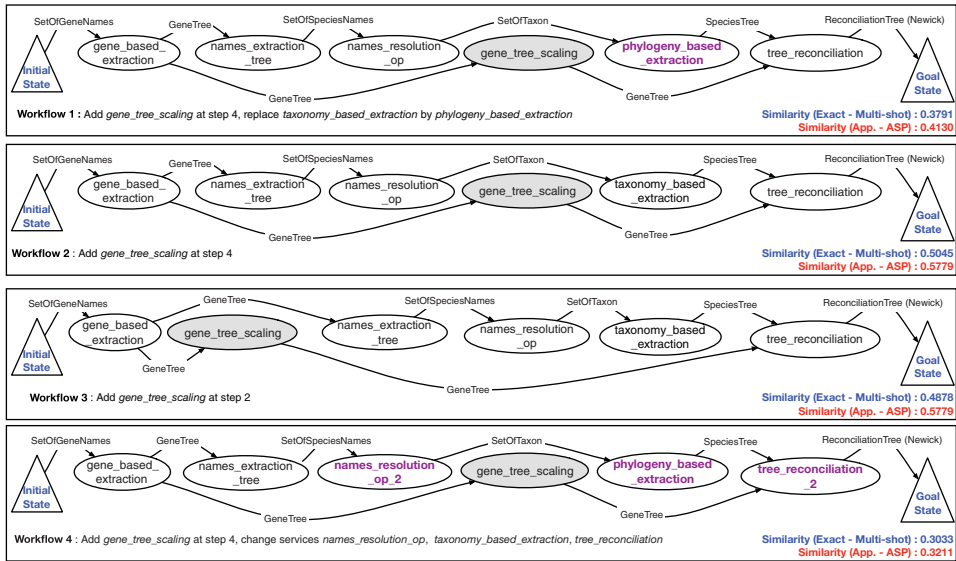 SetOfGeneNames
GeneTree
SetOfSpeciesNames
SetOfTaxon
SpeciesTree
ReconciliationTree (Newick)
Initial
State
gene_based_
extraction
names_extraction
_tree
names_resolution
_op
gene_tree_scaling
phylogeny_based
_extraction
tree_reconciliation
Goal
State
GeneTree
GeneTree
Workflow 1 : Add gene_tree_scaling at step 4, replace taxonomy_based_extraction by phylogeny_based_extraction
Similarity (Exact - Multi-shot) : 0.3791
Similarity (App. - ASP) : 0.4130
SetOfGeneNames
GeneTree
SetOfSpeciesNames
SetOfTaxon
SpeciesTree
ReconciliationTree (Newick)
Initial
State
gene_based_
extraction
names_extraction
_tree
names_resolution
_op
gene_tree_scaling
taxonomy_based
_extraction
tree_reconciliation
Goal
State
GeneTree
GeneTree
Workflow 2 : Add gene_tree_scaling at step 4
Similarity (Exact - Multi-shot) : 0.5045
Similarity (App. - ASP) : 0.5779
SetOfGeneNames
GeneTree
SetOfSpeciesNames
SetOfTaxon
SpeciesTree
ReconciliationTree (Newick)
Initial
State
gene_based
_extraction
gene_tree_scaling
names_extraction
_tree
names_resolution
_op
taxonomy_based
_extraction
tree_reconciliation
Goal
State
GeneTree
GeneTree
Workflow 3 : Add gene_tree_scaling at step 2
Similarity (Exact - Multi-shot) : 0.4878
Similarity (App. - ASP) : 0.5779
SetOfGeneNames
GeneTree
SetOfSpeciesNames
SetOfTaxon
SpeciesTree
ReconciliationTree (Newick)
Initial
State
gene_based_
extraction
names_extraction
_tree
names_resolution
_op_2
gene_tree_scaling
phylogeny_based
_extraction
tree_reconciliation
_2
Goal
State
GeneTree
GeneTree
Workflow 4 : Add gene_tree_scaling at step 4, change services names_resolution_op, taxonomy_based_extraction, tree_reconciliation
Similarity (Exact - Multi-shot) : 0.3033
Similarity (App. - ASP) : 0.3211